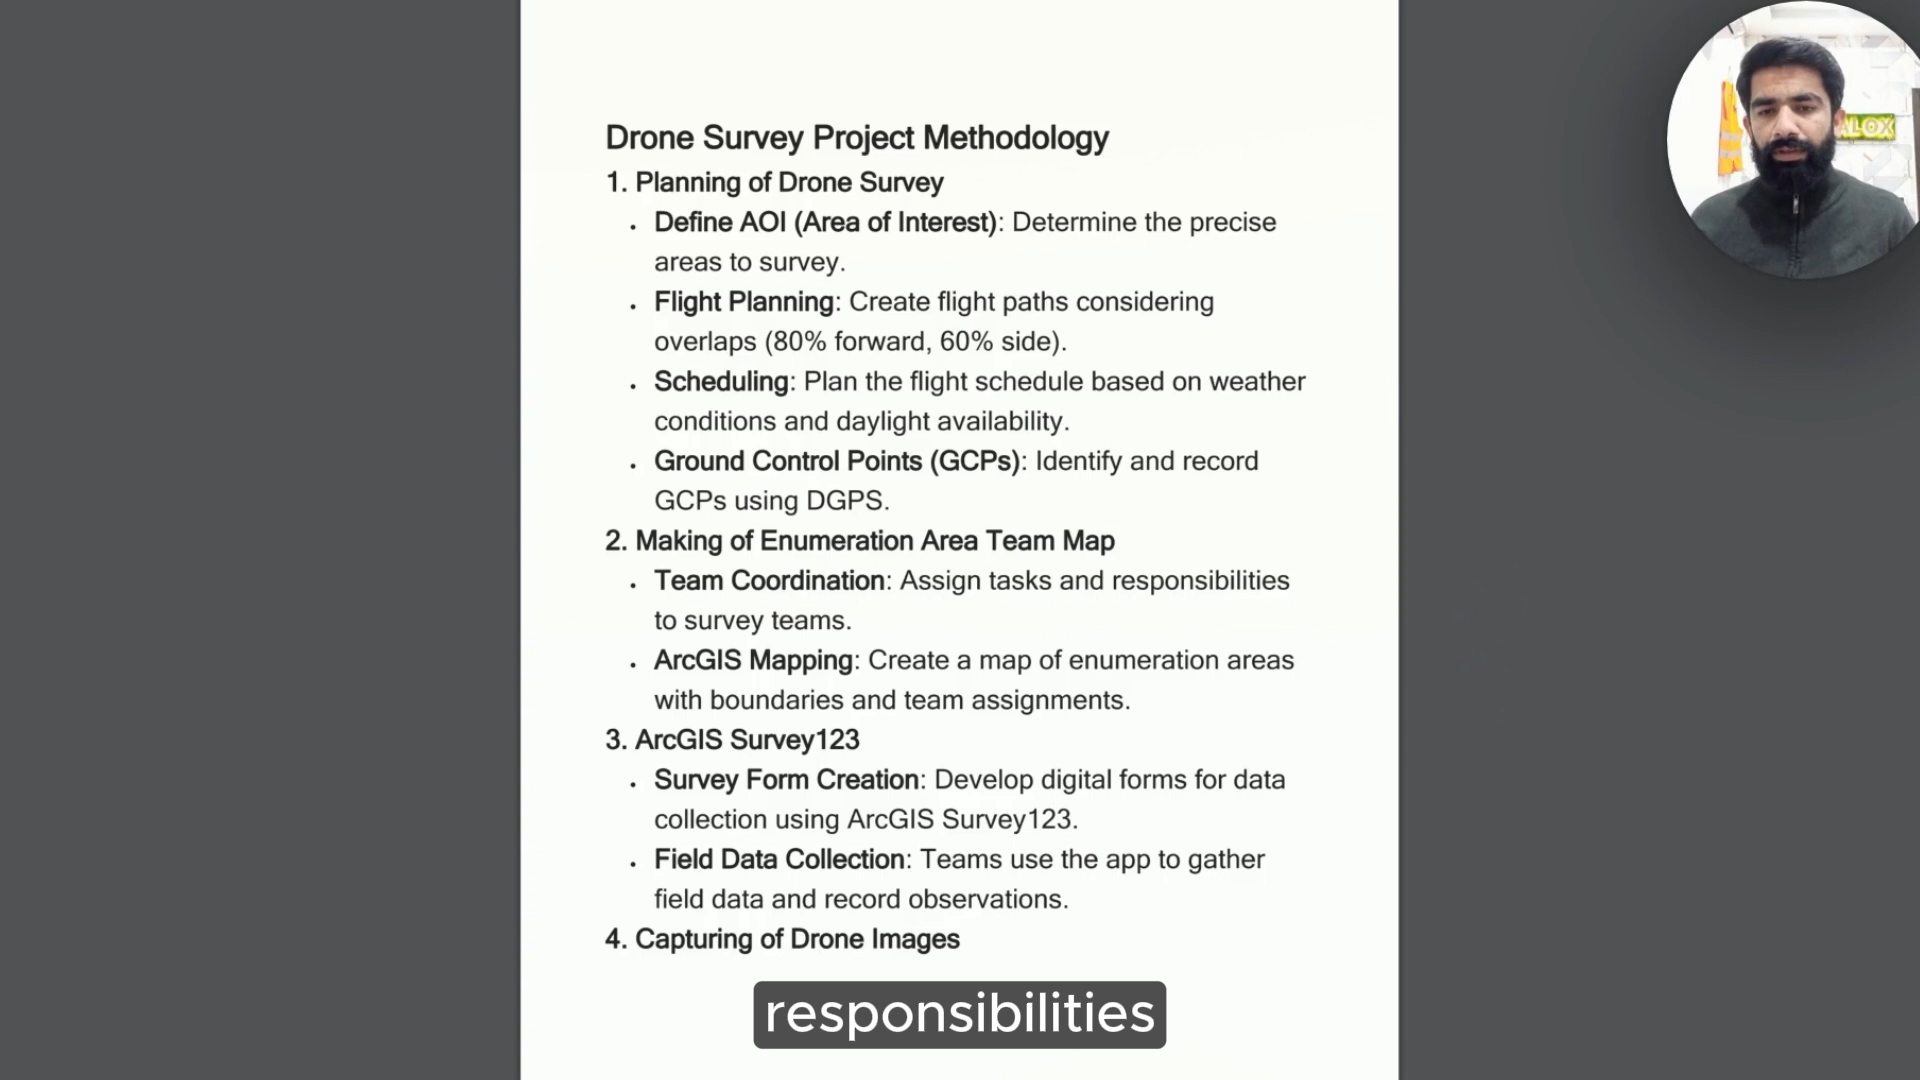 Drone Survey Project Methodology
1. Planning of Drone Survey
• Define AOI (Area of Interest): Determine the precise
areas to survey.
• Flight Planning: Create flight paths considering
overlaps (80% forward, 60% side).
• Scheduling: Plan the flight schedule based on weather
conditions and daylight availability.
• Ground Control Points (GCPs): Identify and record
GCPs using DGPS.
2. Making of Enumeration Area Team Map
• Team Coordination: Assign tasks and responsibilities
to survey teams.
• ArcGIS Mapping: Create a map of enumeration areas
with boundaries and team assignments.
3. ArcGIS Survey123
• Survey Form Creation: Develop digital forms for data
collection using ArcGIS Survey123.
• Field Data Collection: Teams use the app to gather
field data and record observations.
4. Capturing of Drone Images
responsibilities